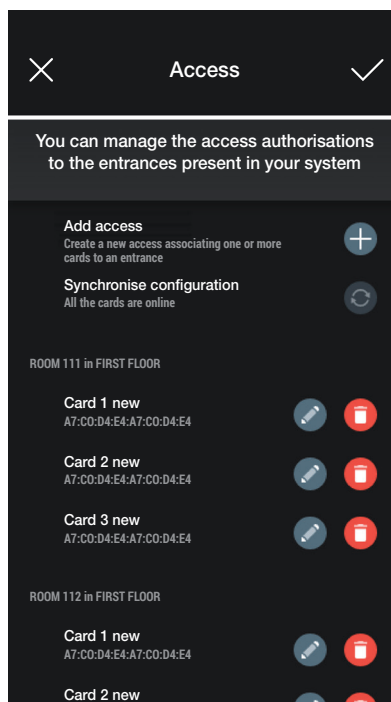 Access
You can manage the access authorisations
to the entrances present in your system
Add access
Create a new access associating one or more
cards to an entrance
Synchronise configuration
All the cards are online
ROOM 111 in FIRST FLOOR
Card 1 new
A7:C0:D4:E4:A7:C0:D4:E4
Card 2 new
A7:C0:D4:E4:A7:C0:D4:E4
Card 3 new
A7:C0:D4:E4:A7:C0:D4:E4
ROOM 112 in FIRST FLOOR
Card 1 new
A7:C0:D4:E4:A7:C0:D4:E4
Card 2 new